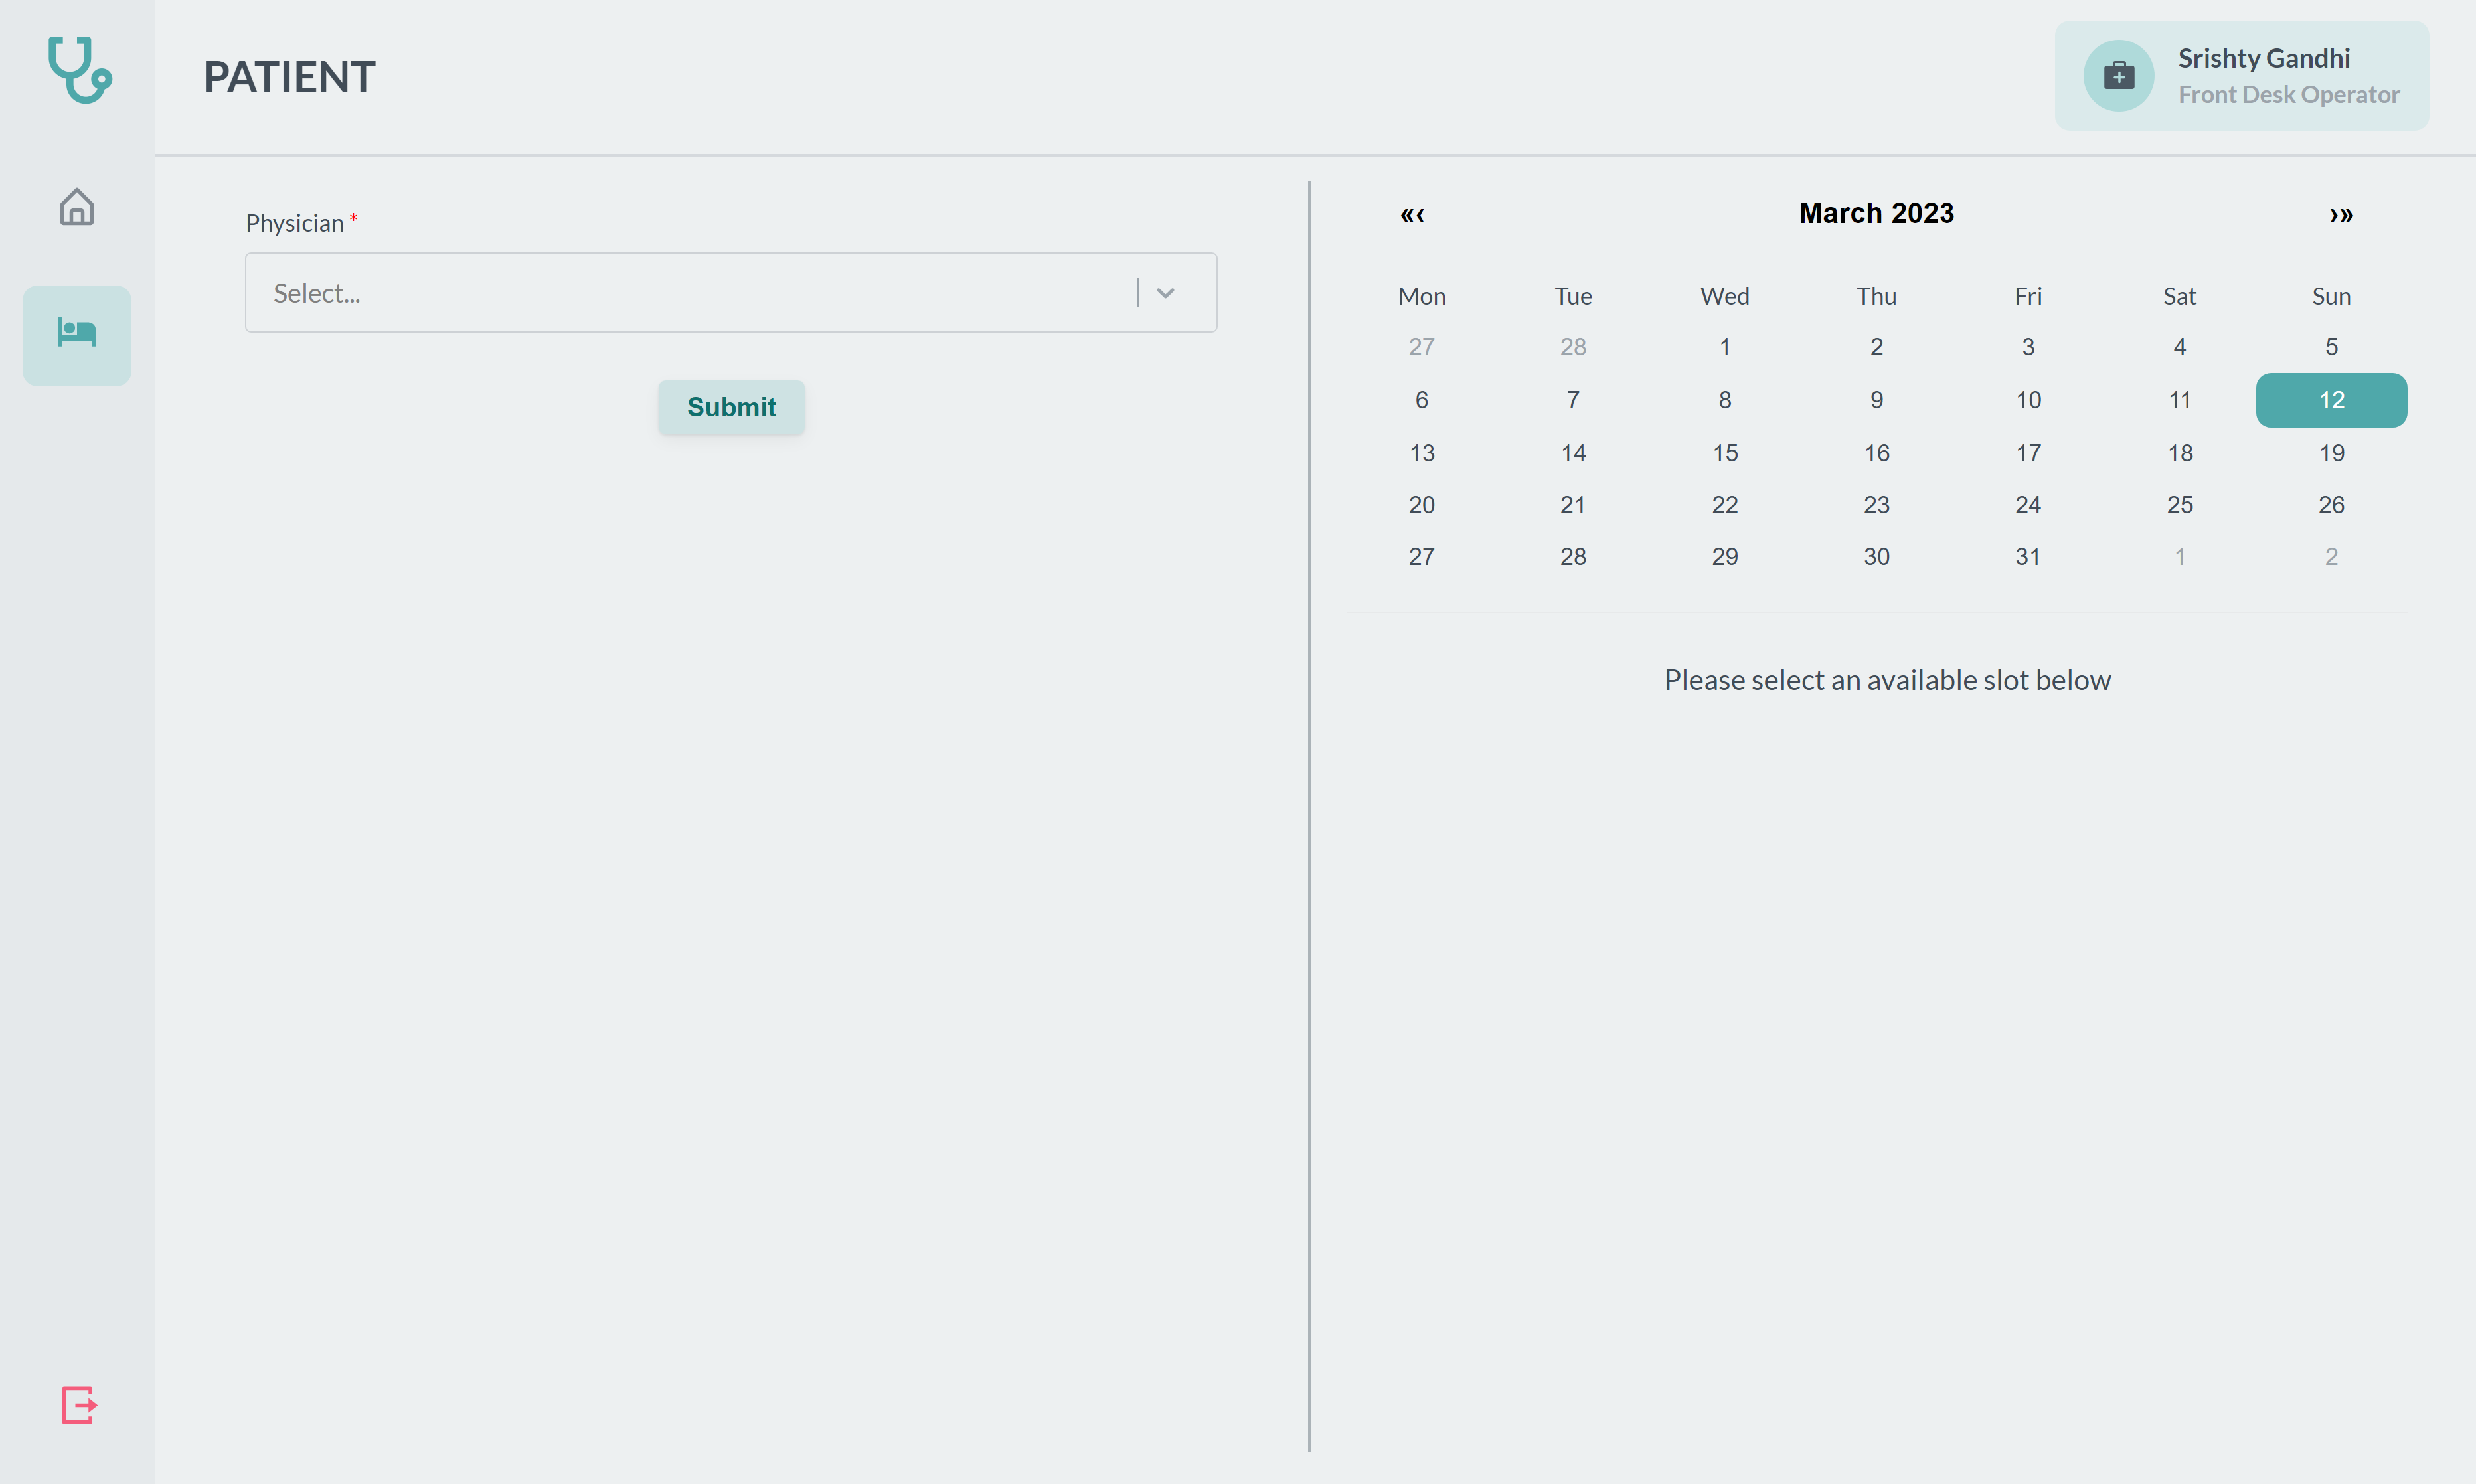 PATIENT
Srishty Gandhi
Front Desk Operator
Physician *
Select...
Submit
«‹ March 2023 ›»
Mon Tue Wed Thu Fri Sat Sun
27 28 1 2 3 4 5
6 7 8 9 10 11 12
13 14 15 16 17 18 19
20 21 22 23 24 25 26
27 28 29 30 31 1 2
Please select an available slot below